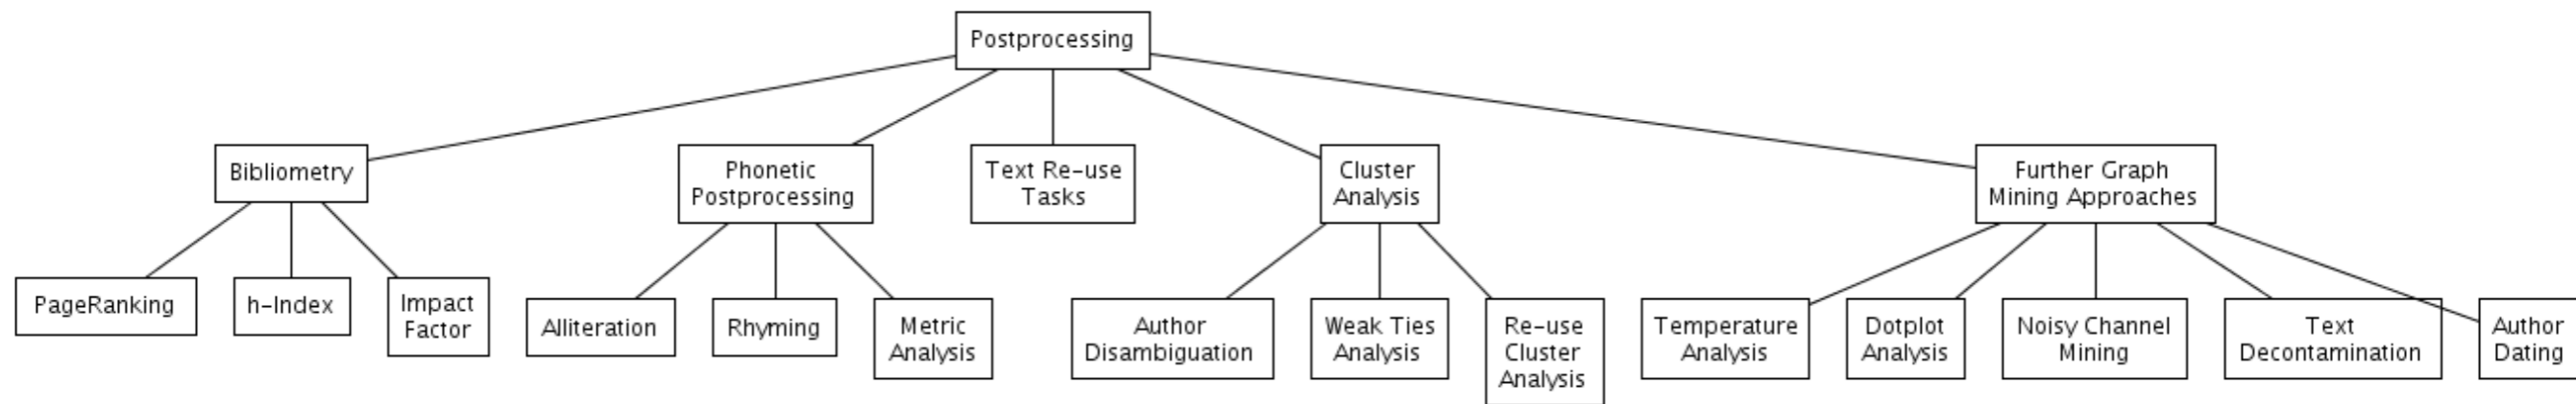 Postprocessing
Bibliometry
Phonetic
Postprocessing
Text Re-use
Tasks
Cluster
Analysis
Further Graph
Mining Approaches
PageRanking
h-Index
Impact
Factor
Alliteration
Rhyming
Metric
Analysis
Author
Disambiguation
Weak Ties
Analysis
Re-use
Cluster
Analysis
Temperature
Analysis
Dotplot
Analysis
Noisy Channel
Mining
Text
Decontamination
Author
Dating